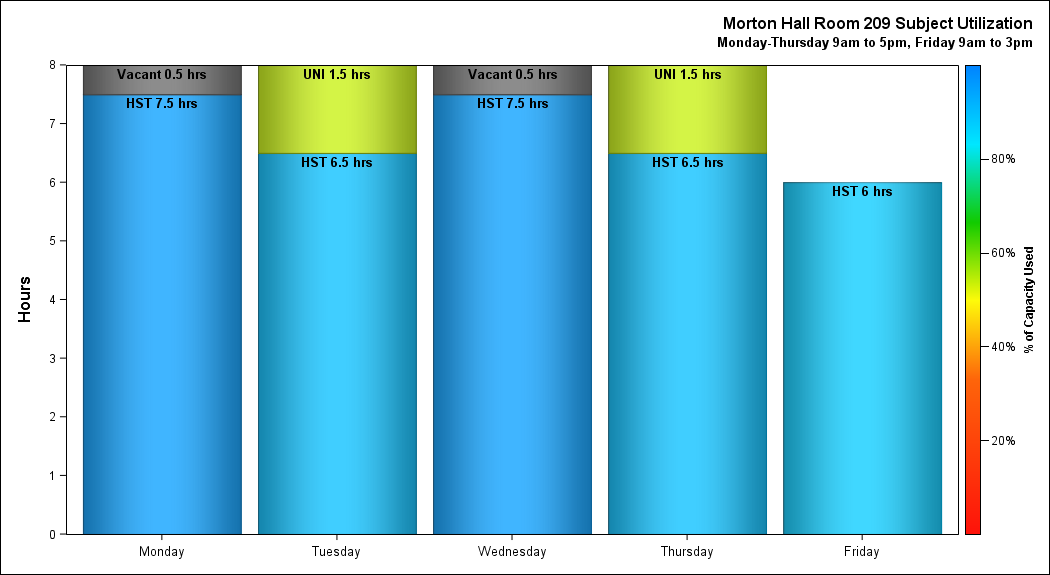 Morton Hall Room 209 Subject Utilization
Monday-Thursday 9am to 5pm, Friday 9am to 3pm
Hours
8
7
6
5
4
3
2
1
0
Vacant 0.5 hrs
HST 7.5 hrs
UNI 1.5 hrs
HST 6.5 hrs
Vacant 0.5 hrs
HST 7.5 hrs
UNI 1.5 hrs
HST 6.5 hrs
HST 6 hrs
Monday
Tuesday
Wednesday
Thursday
Friday
80%
60%
40%
20%
% of Capacity Used